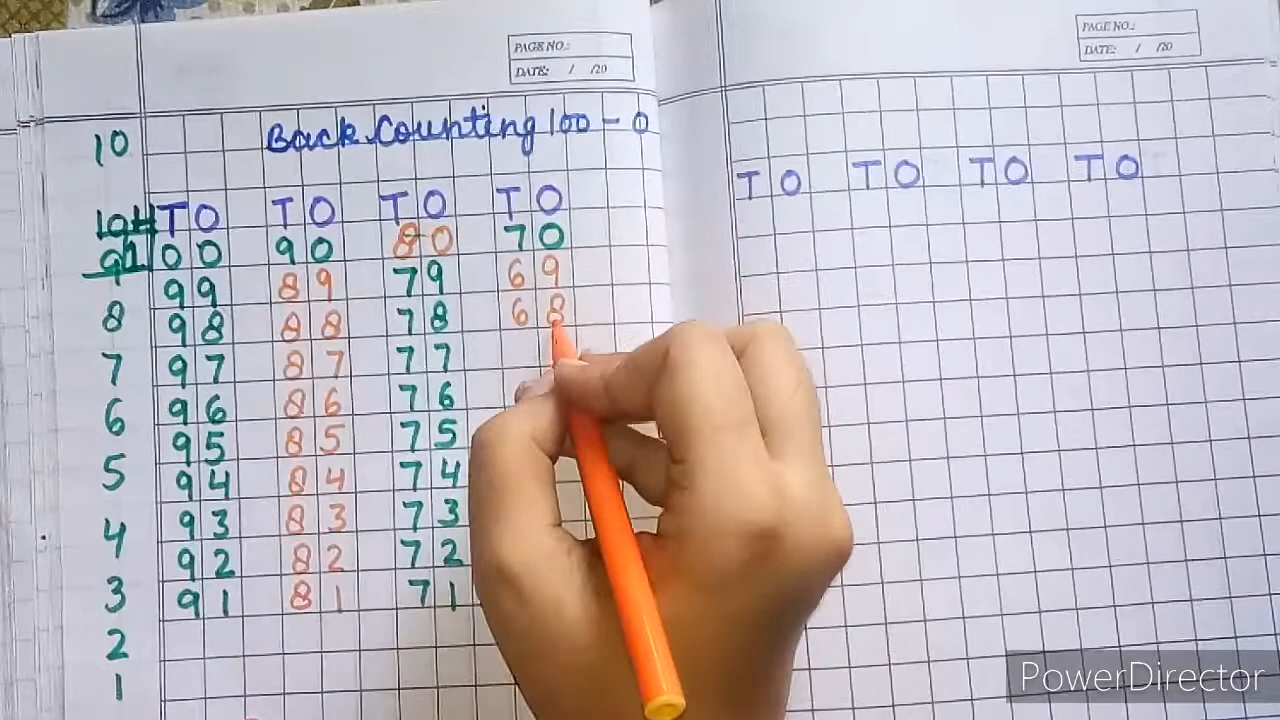 PAGE NO.:
DATE: / /20
PAGE NO.:
DATE: / /20
10 Back Counting 100 - 0
T O T O T O T O
T O T O T O T O
10 H T O T O T O T O
9 1 0 0 9 0 8 0 7 0
9 9 8 9 7 9 6 9
8 9 8 8 8 7 8 6 8
7 9 7 8 7 7 7
6 9 6 8 6 7 6
5 9 5 8 5 7 5
9 4 8 4 7 4
4 9 3 8 3 7 3
9 2 8 2 7 2
3 9 1 8 1 7 1
2
1
PowerDirector